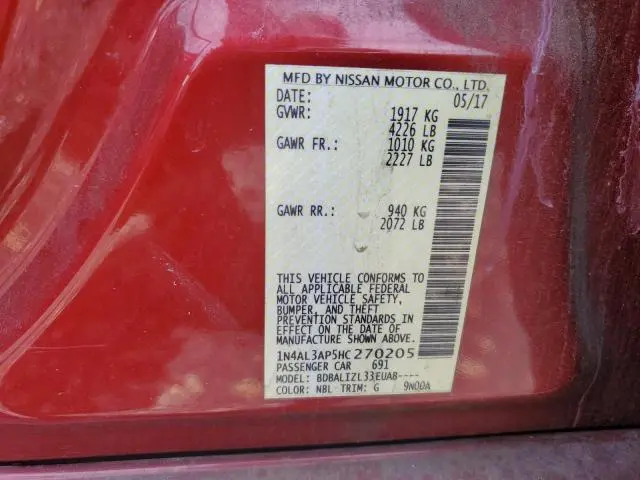 MFD BY NISSAN MOTOR CO., LTD.
DATE: 05/17
GVWR: 1917 KG
4226 LB
GAWR FR.: 1010 KG
2227 LB
GAWR RR.: 940 KG
2072 LB
THIS VEHICLE CONFORMS TO
ALL APPLICABLE FEDERAL
MOTOR VEHICLE SAFETY,
BUMPER, AND THEFT
PREVENTION STANDARDS IN
EFFECT ON THE DATE OF
MANUFACTURE SHOWN ABOVE.
1N4AL3AP5HC270205
PASSENGER CAR 691
MODEL: BDBALIZL33EUAB----
COLOR: NBL TRIM: G 9N00A